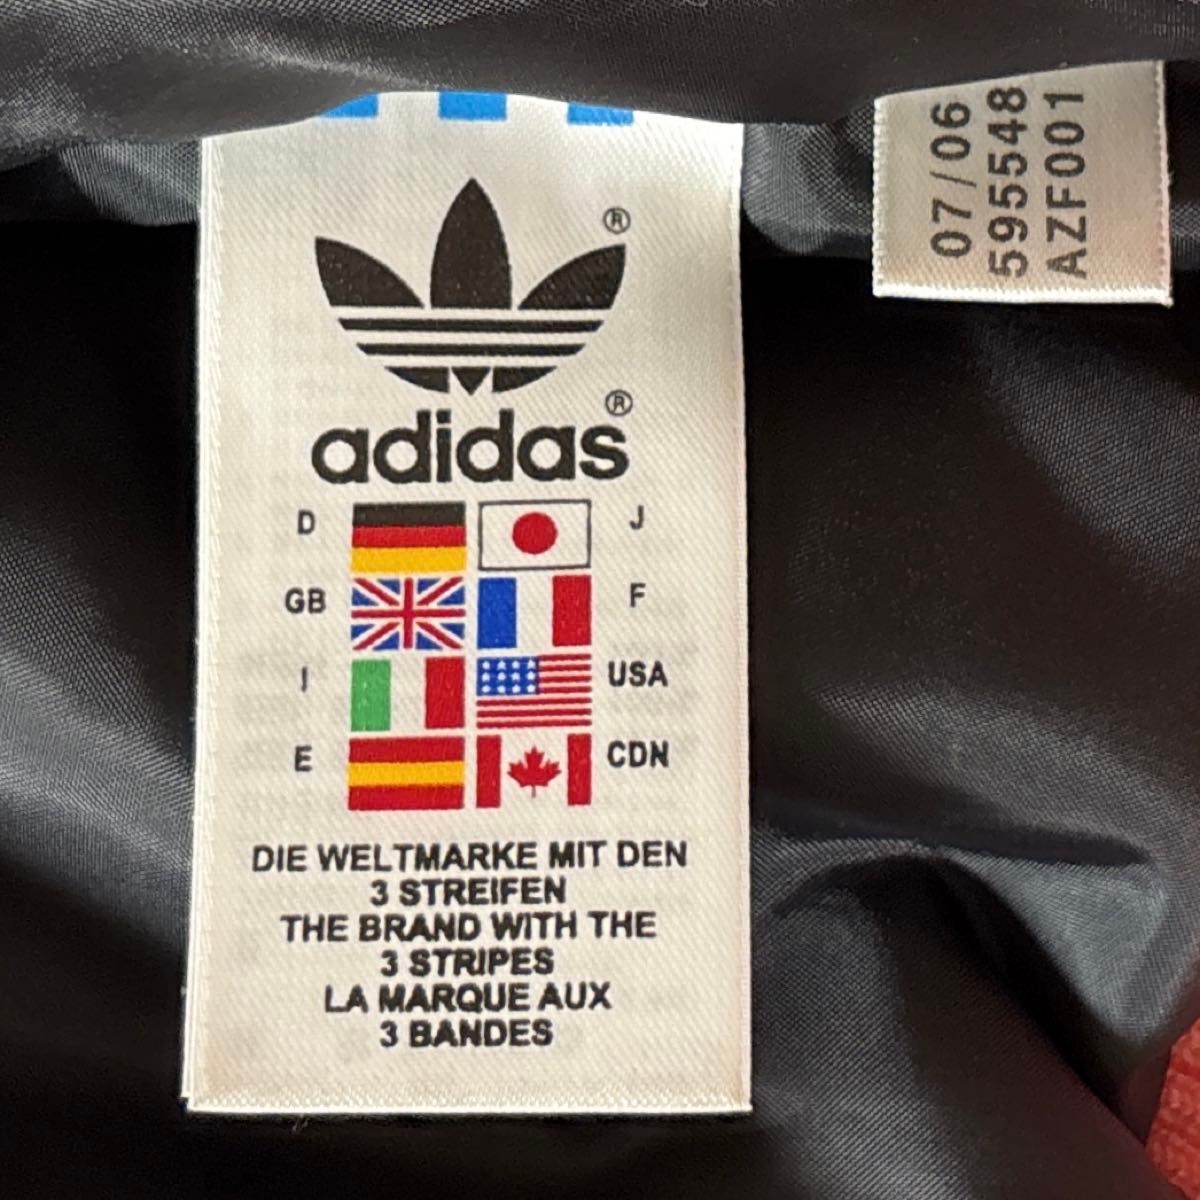 ®
®
adidas
D J
GB F
I USA
E CDN
DIE WELTMARKE MIT DEN
3 STREIFEN
THE BRAND WITH THE
3 STRIPES
LA MARQUE AUX
3 BANDES
07/06
595548
AZF001